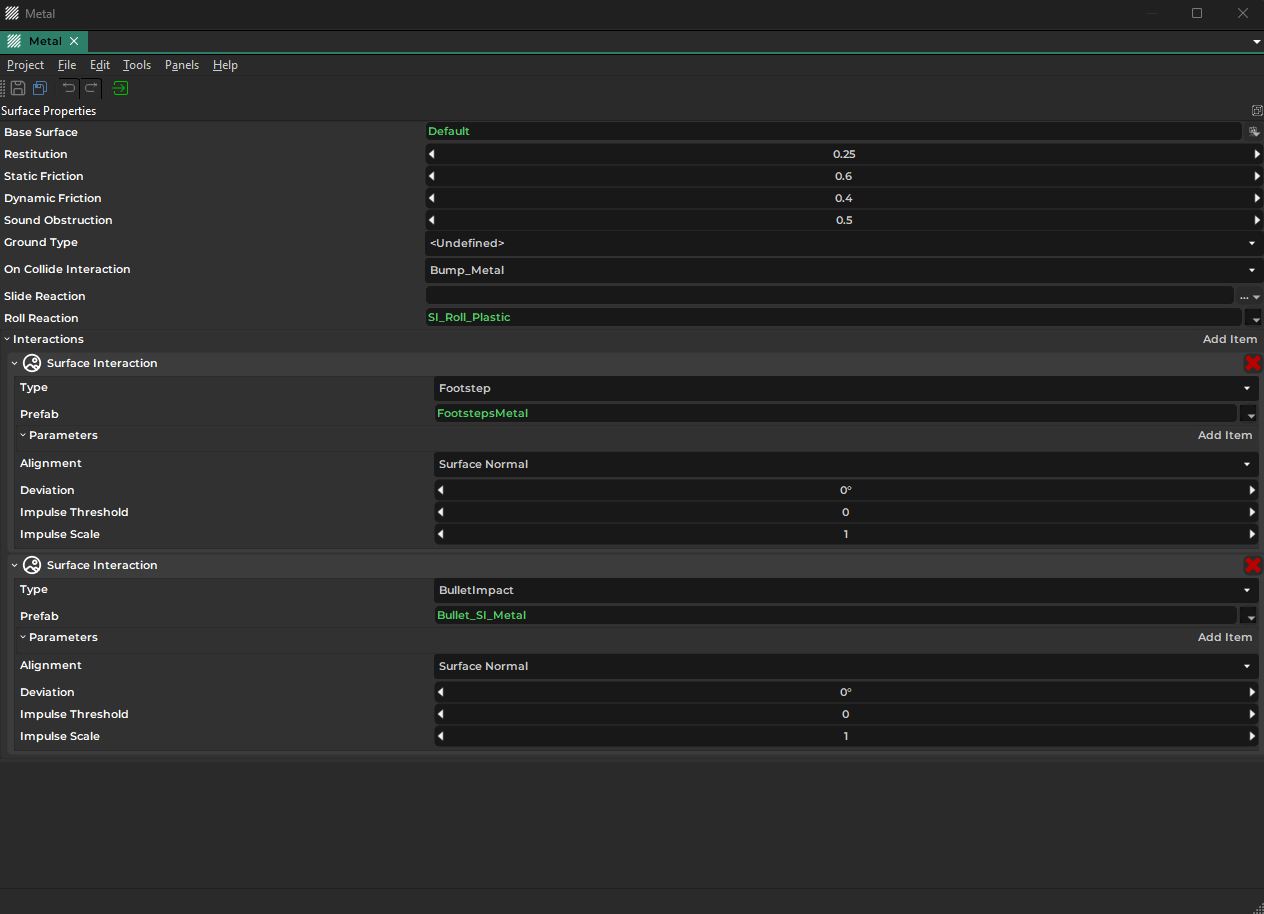 Metal
Metal
Project File Edit Tools Panels Help
Surface Properties
Base Surface Default
Restitution 0.25
Static Friction 0.6
Dynamic Friction 0.4
Sound Obstruction 0.5
Ground Type <Undefined>
On Collide Interaction Bump_Metal
Slide Reaction ...
Roll Reaction SI_Roll_Plastic
Interactions Add Item
Surface Interaction
Type Footstep
Prefab FootstepsMetal
Parameters Add Item
Alignment Surface Normal
Deviation 0°
Impulse Threshold 0
Impulse Scale 1
Surface Interaction
Type BulletImpact
Prefab Bullet_SI_Metal
Parameters Add Item
Alignment Surface Normal
Deviation 0°
Impulse Threshold 0
Impulse Scale 1